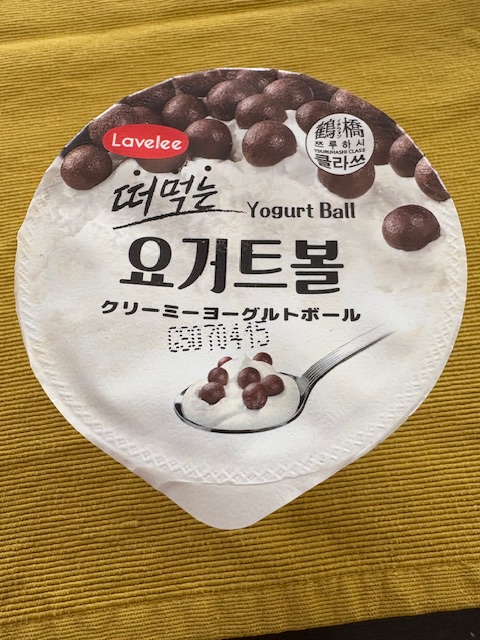 Lavelee
鶴橋
쯔루하시
TSURUHASHI CLASS
클라쓰
떠먹는
Yogurt Ball
요거트볼
クリーミーヨーグルトボール